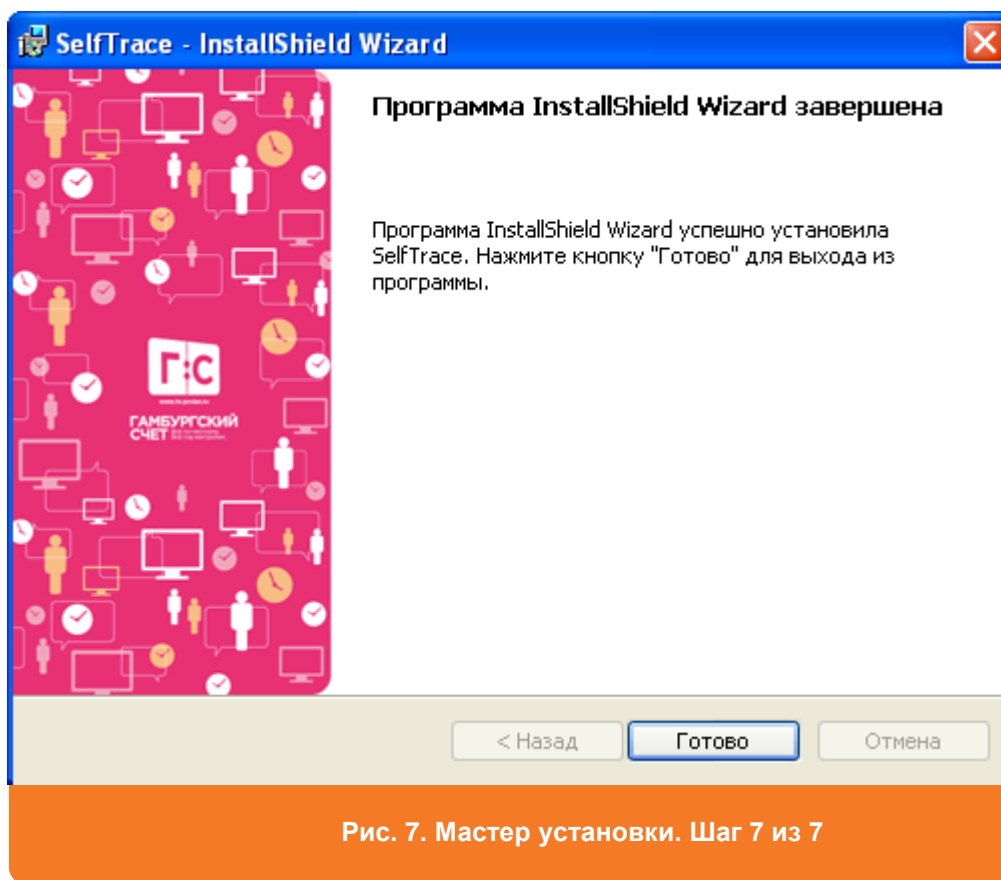 SelfTrace - InstallShield Wizard
Программа InstallShield Wizard завершена
Программа InstallShield Wizard успешно установила
SelfTrace. Нажмите кнопку "Готово" для выхода из
программы.
Г:С
ГАМБУРГСКИЙ
СЧЕТ
< Назад
Готово
Отмена
Рис. 7. Мастер установки. Шаг 7 из 7